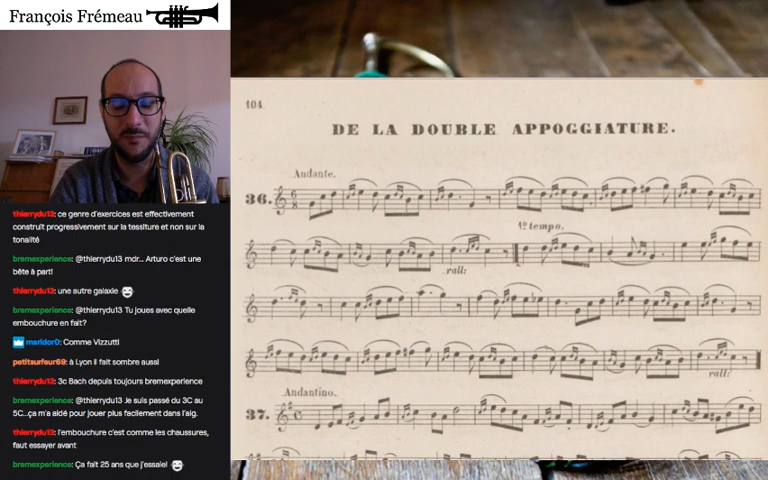 François Frémeau
thierrydu13: ce genre d'exercices est effectivement
construit progressivement sur la tessiture et non sur la
tonalité
bremexperience: @thierrydu13 mdr... Arturo c'est une
bête à part!
thierrydu13: une autre galaxie
bremexperience: @thierrydu13 Tu joues avec quelle
embouchure en fait?
maridor0: Comme Vizzutti
petitsurfeur69: à Lyon il fait sombre aussi
thierrydu13: 3c Bach depuis toujours bremexperience
bremexperience: @thierrydu13 Je suis passé du 3C au
5C...ça m'a aidé pour jouer plus facilement dans l'aig.
thierrydu13: l'embouchure c'est comme les chaussures,
faut essayer avant
bremexperience: Ça fait 25 ans que j'essaie!
104
DE LA DOUBLE APPOGGIATURE.
Andante.
36.
6
8
1º tempo.
rall:
rall:
Andantino.
37.